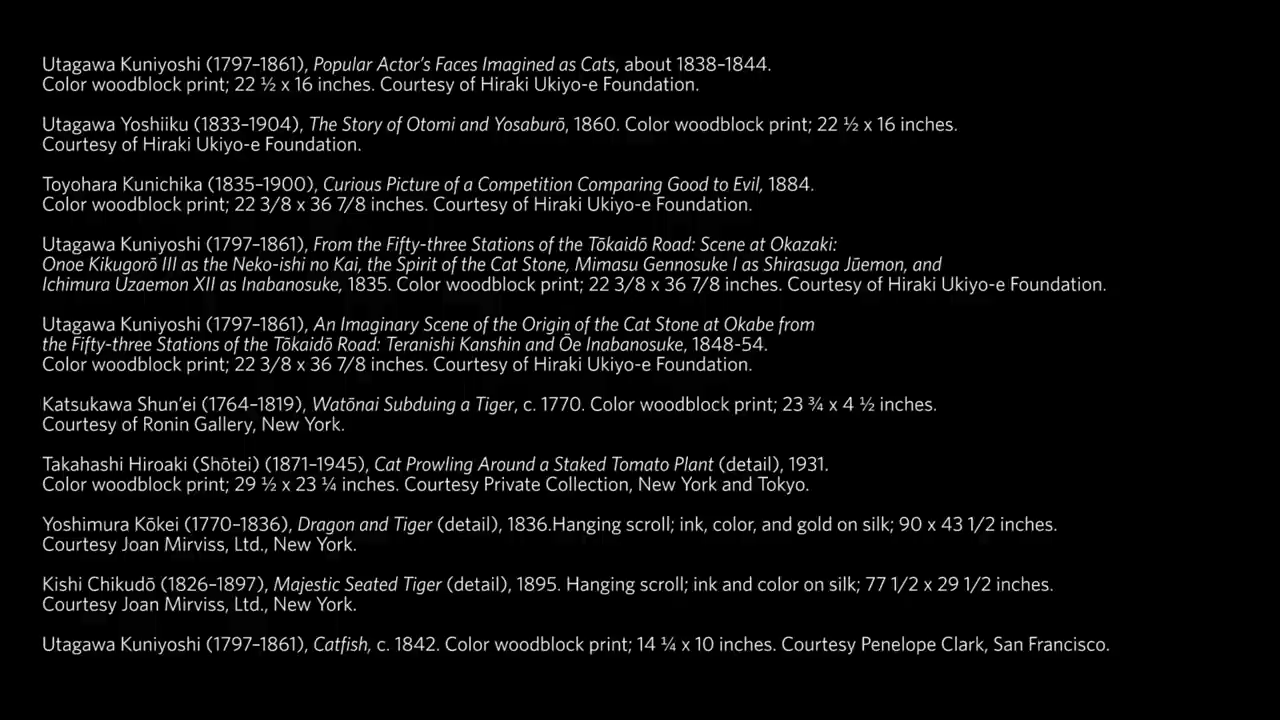 Utagawa Kuniyoshi (1797–1861), Popular Actor's Faces Imagined as Cats, about 1838–1844.
Color woodblock print; 22 ½ x 16 inches. Courtesy of Hiraki Ukiyo-e Foundation.
Utagawa Yoshiiku (1833–1904), The Story of Otomi and Yosaburō, 1860. Color woodblock print; 22 ½ x 16 inches.
Courtesy of Hiraki Ukiyo-e Foundation.
Toyohara Kunichika (1835–1900), Curious Picture of a Competition Comparing Good to Evil, 1884.
Color woodblock print; 22 3/8 x 36 7/8 inches. Courtesy of Hiraki Ukiyo-e Foundation.
Utagawa Kuniyoshi (1797–1861), From the Fifty-three Stations of the Tōkaidō Road: Scene at Okazaki:
Onoe Kikugorō III as the Neko-ishi no Kai, the Spirit of the Cat Stone, Mimasu Gennosuke I as Shirasuga Jūemon, and
Ichimura Uzaemon XII as Inabanosuke, 1835. Color woodblock print; 22 3/8 x 36 7/8 inches. Courtesy of Hiraki Ukiyo-e Foundation.
Utagawa Kuniyoshi (1797–1861), An Imaginary Scene of the Origin of the Cat Stone at Okabe from
the Fifty-three Stations of the Tōkaidō Road: Teranishi Kanshin and Ōe Inabanosuke, 1848-54.
Color woodblock print; 22 3/8 x 36 7/8 inches. Courtesy of Hiraki Ukiyo-e Foundation.
Katsukawa Shun'ei (1764–1819), Watōnai Subduing a Tiger, c. 1770. Color woodblock print; 23 ¾ x 4 ½ inches.
Courtesy of Ronin Gallery, New York.
Takahashi Hiroaki (Shōtei) (1871–1945), Cat Prowling Around a Staked Tomato Plant (detail), 1931.
Color woodblock print; 29 ½ x 23 ¼ inches. Courtesy Private Collection, New York and Tokyo.
Yoshimura Kōkei (1770–1836), Dragon and Tiger (detail), 1836.Hanging scroll; ink, color, and gold on silk; 90 x 43 1/2 inches.
Courtesy Joan Mirviss, Ltd., New York.
Kishi Chikudō (1826–1897), Majestic Seated Tiger (detail), 1895. Hanging scroll; ink and color on silk; 77 1/2 x 29 1/2 inches.
Courtesy Joan Mirviss, Ltd., New York.
Utagawa Kuniyoshi (1797–1861), Catfish, c. 1842. Color woodblock print; 14 ¼ x 10 inches. Courtesy Penelope Clark, San Francisco.